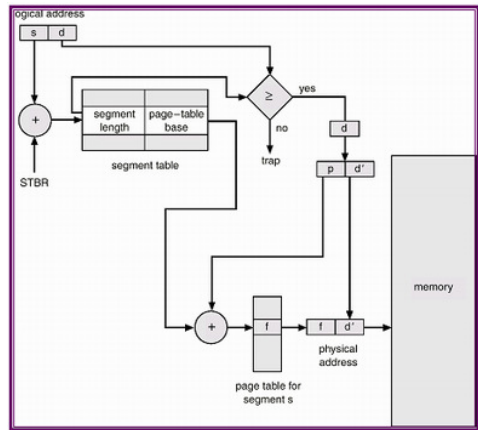 ogical address
s d
≥
yes
+
segment length
page-table base
no
d
trap
segment table
p d'
STBR
memory
+
f
f d'
physical address
page table for segment s